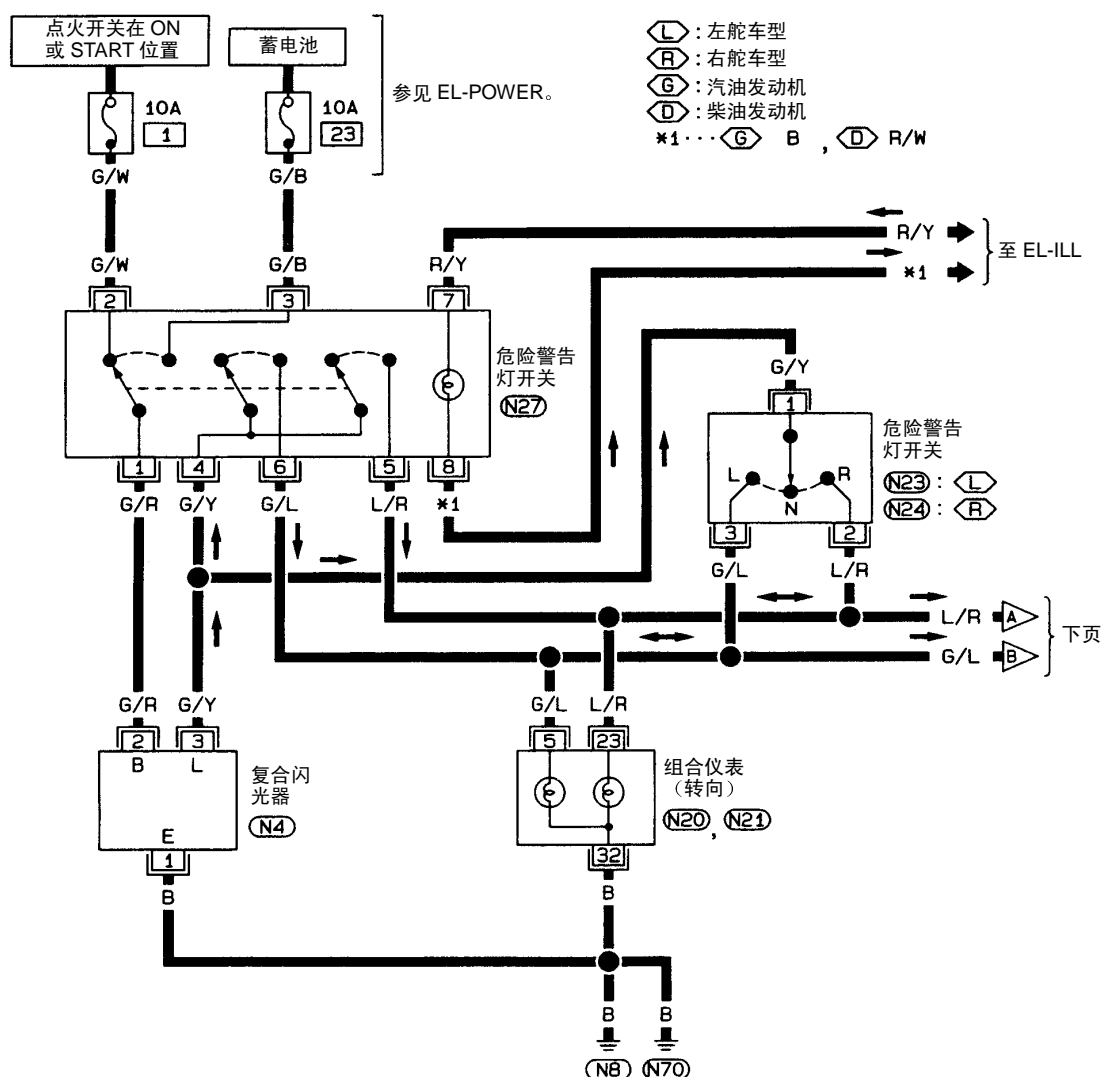 点火开关在 ON
或 START 位置
蓄电池
参见 EL-POWER。
10A
1
10A
23
L : 左舵车型
R : 右舵车型
G : 汽油发动机
D : 柴油发动机
*1··· G B , D R/W
G/W
G/B
G/W
G/B
R/Y
R/Y
*1
至 EL-ILL
2
3
7
危险警告
灯开关
N27
1
4
6
5
8
G/R
G/Y
G/L
L/R
*1
G/Y
1
L
N
R
危险警告
灯开关
N23 : L
N24 : R
3
2
G/L
L/R
L/R A
G/L B
下页
G/R
G/Y
G/L
L/R
2
3
B
L
E
1
复合闪
光器
N4
5
23
组合仪表
（转向）
N20 , N21
32
B
B
B
B
N8
N70